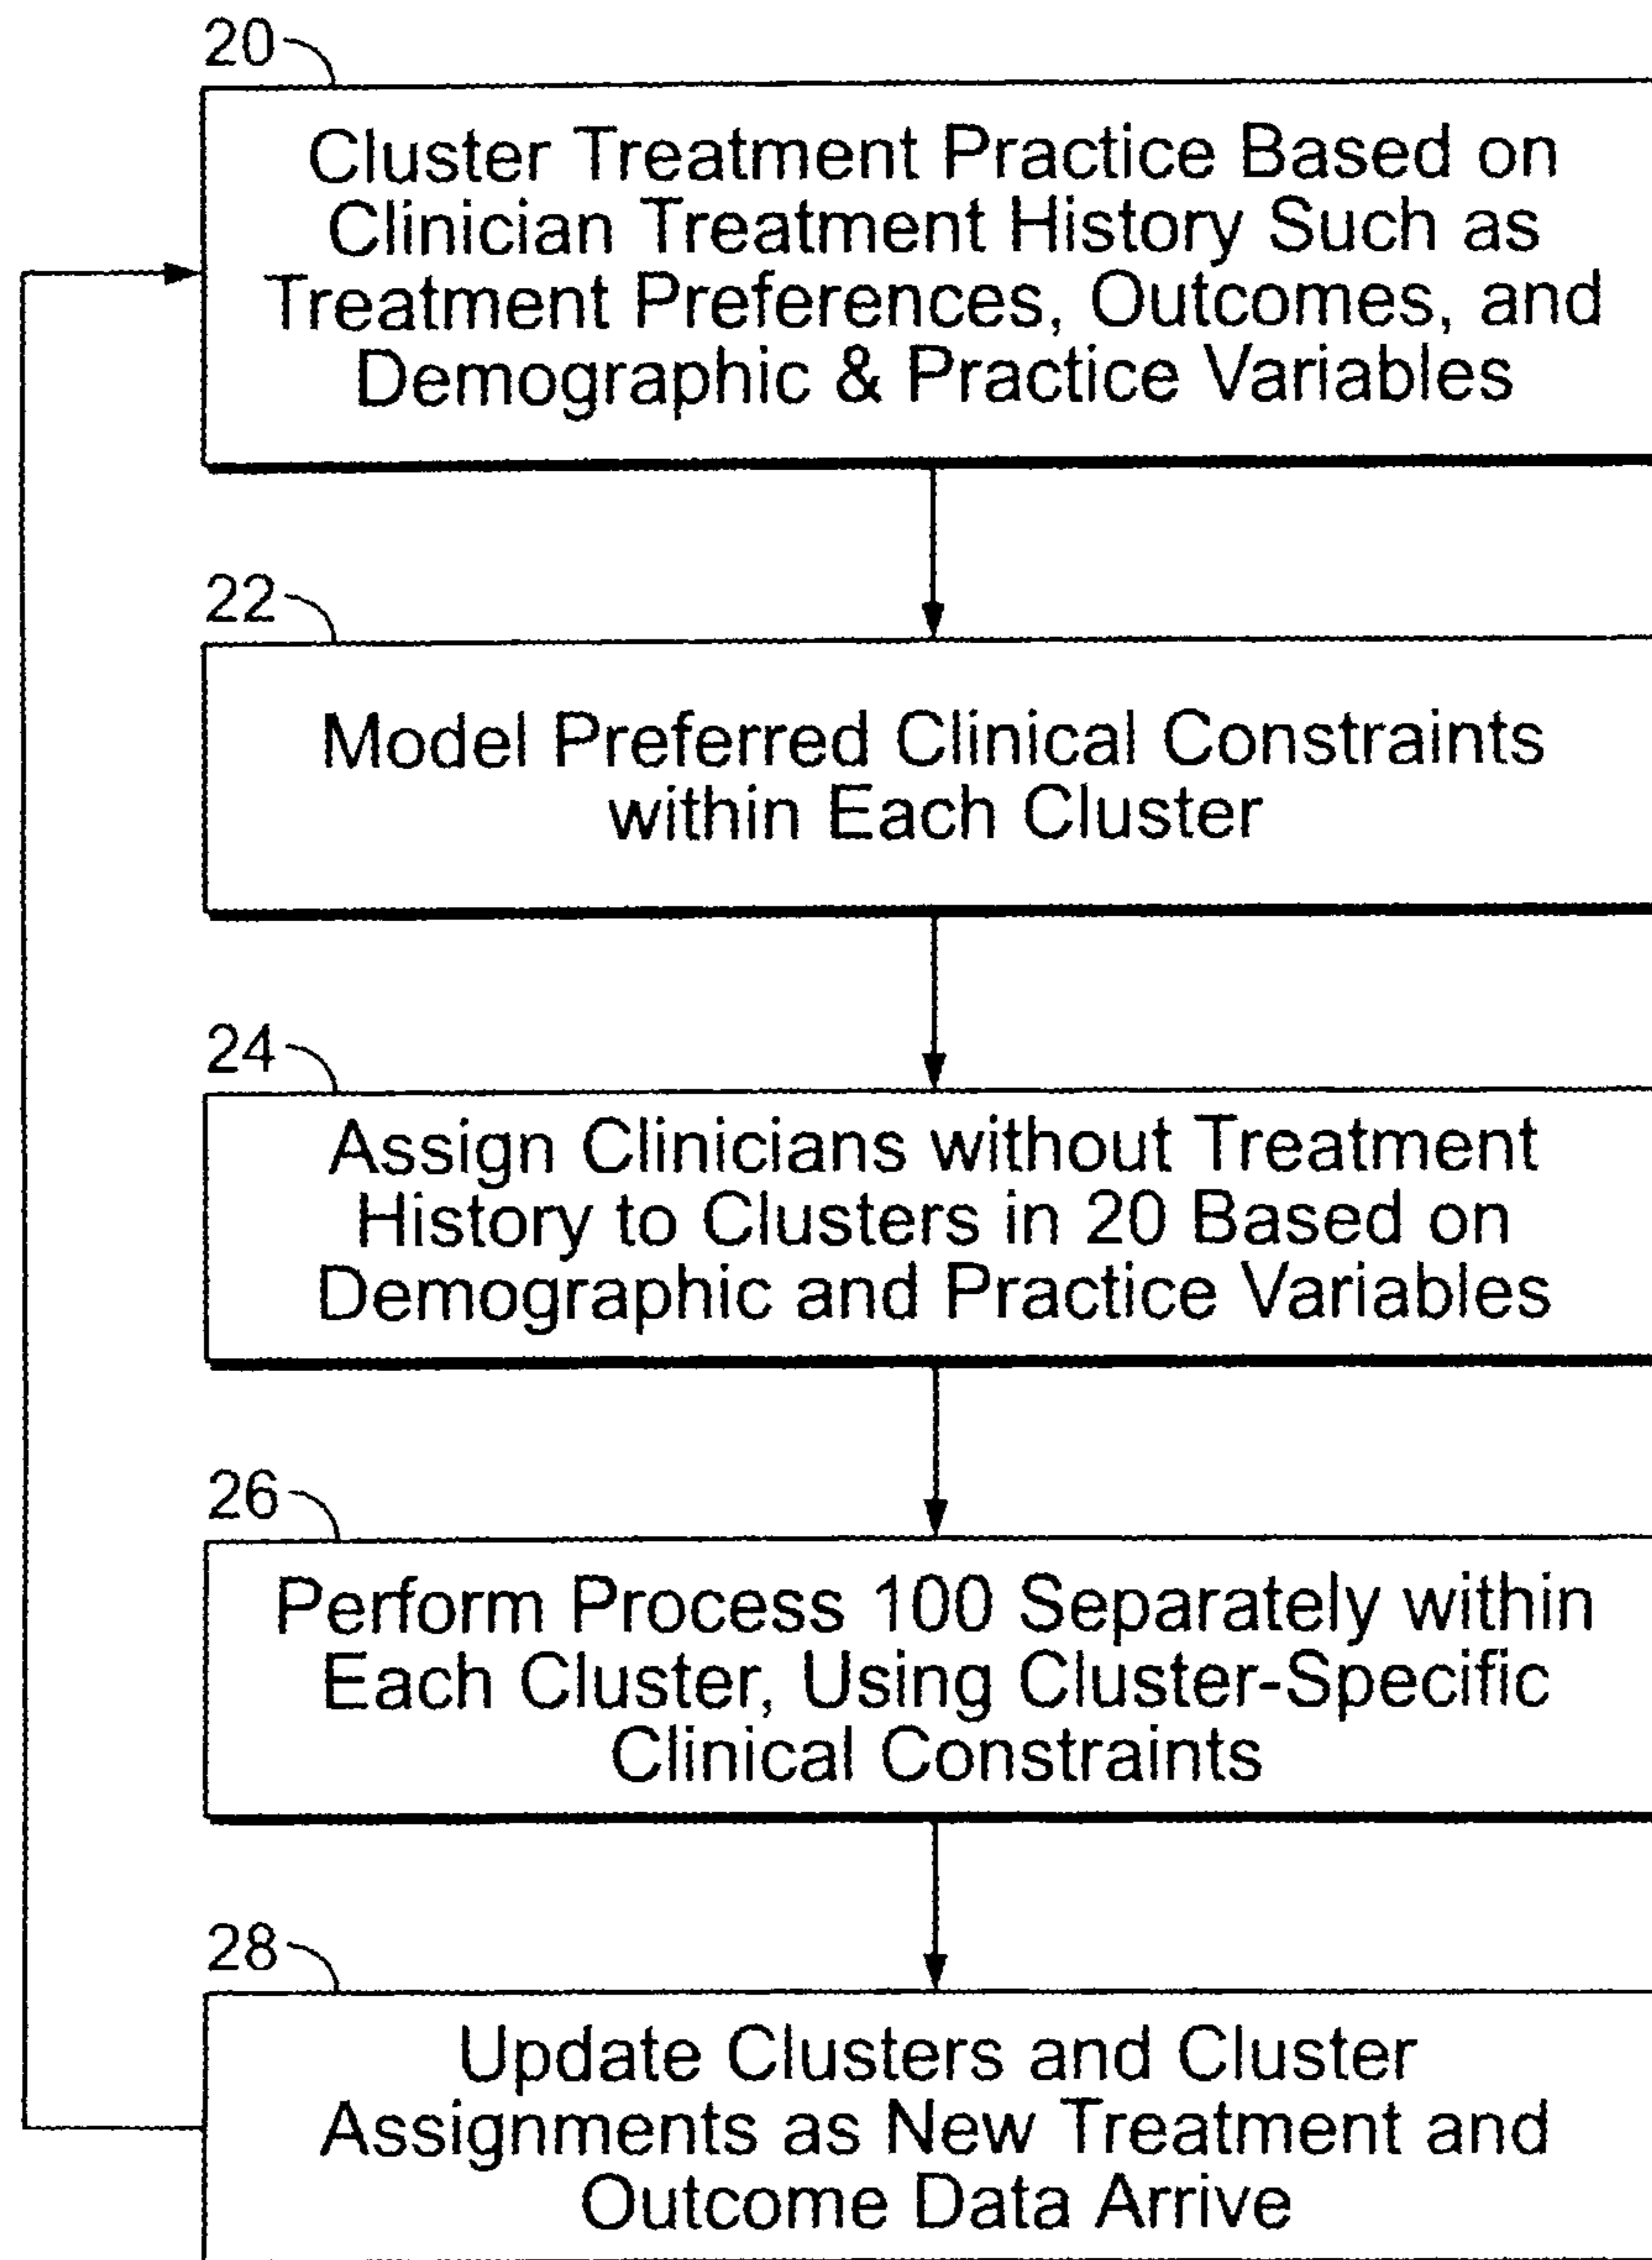 20
Cluster Treatment Practice Based on
Clinician Treatment History Such as
Treatment Preferences, Outcomes, and
Demographic & Practice Variables
22
Model Preferred Clinical Constraints
within Each Cluster
24
Assign Clinicians without Treatment
History to Clusters in 20 Based on
Demographic and Practice Variables
26
Perform Process 100 Separately within
Each Cluster, Using Cluster-Specific
Clinical Constraints
28
Update Clusters and Cluster
Assignments as New Treatment and
Outcome Data Arrive